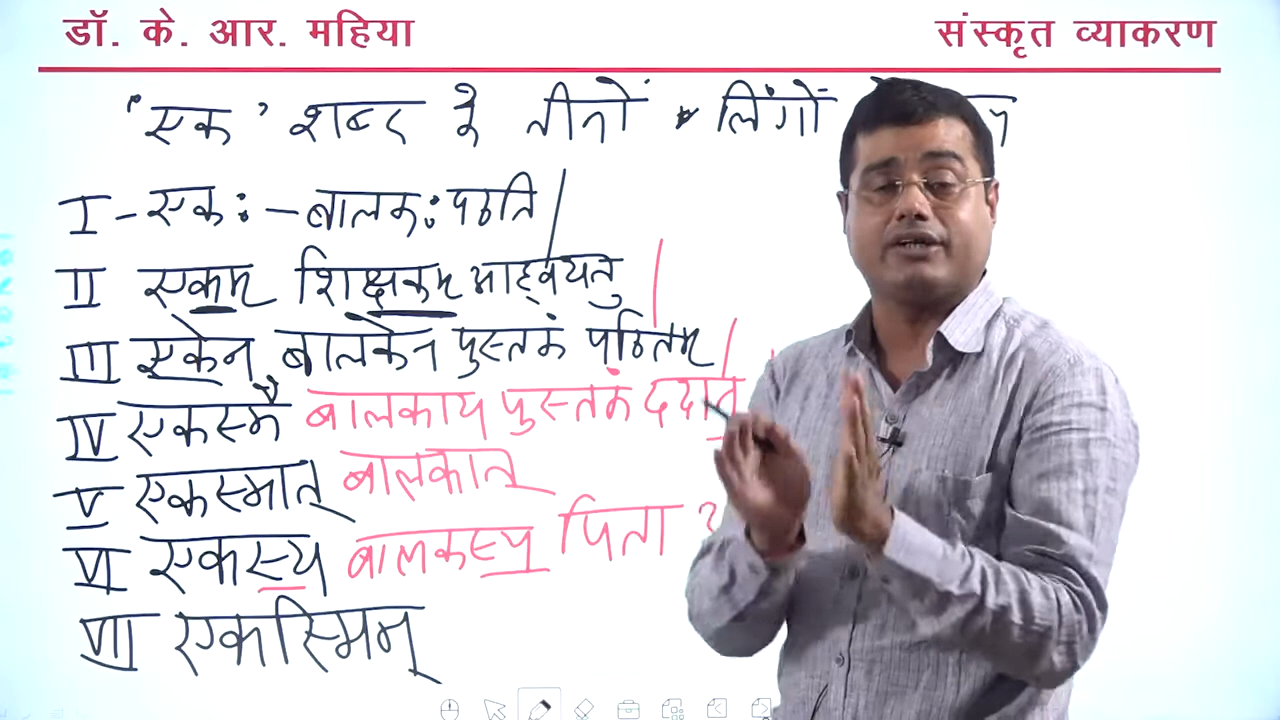 डॉ. के. आर. महिया
संस्कृत व्याकरण
'एक' शब्द के तीनों लिंगों
I - एकः - बालकः पठति
II एकम् शिक्षकम् आह्वयतु
III एकेन बालकेन पुस्तकं पठितम्
IV एकस्मै बालकाय पुस्तकं ददातु
V एकस्मात् बालकात्
VI एकस्य बालकस्य पिता
VII एकस्मिन्